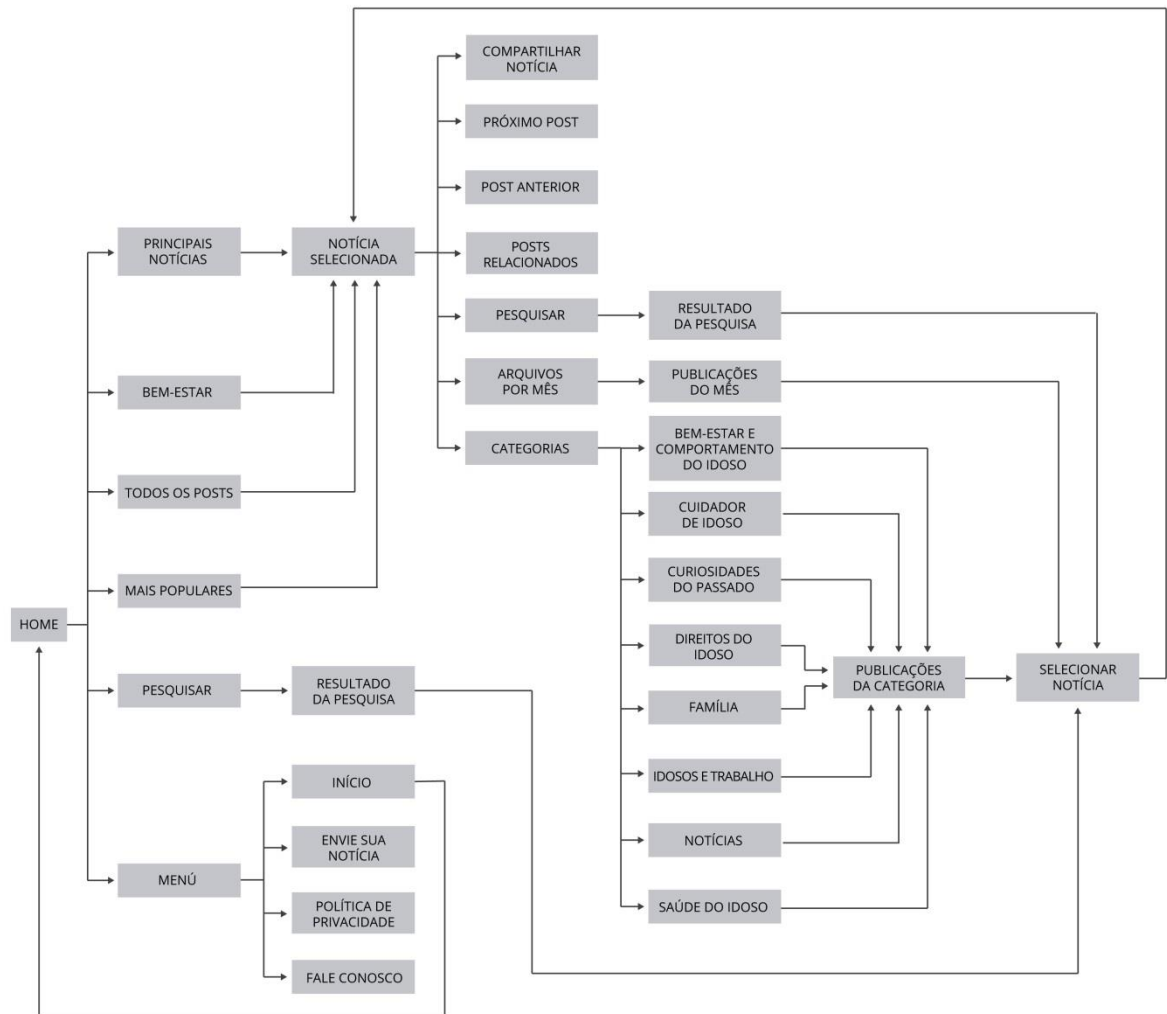 COMPARTILHAR
NOTÍCIA
PRÓXIMO POST
POST ANTERIOR
PRINCIPAIS
NOTÍCIAS
NOTÍCIA
SELECIONADA
POSTS
RELACIONADOS
PESQUISAR
RESULTADO
DA PESQUISA
BEM-ESTAR
ARQUIVOS
POR MÊS
PUBLICAÇÕES
DO MÊS
CATEGORIAS
BEM-ESTAR E
COMPORTAMENTO
DO IDOSO
TODOS OS POSTS
CUIDADOR
DE IDOSO
MAIS POPULARES
CURIOSIDADES
DO PASSADO
HOME
DIREITOS DO
IDOSO
PUBLICAÇÕES
DA CATEGORIA
SELECIONAR
NOTÍCIA
PESQUISAR
RESULTADO
DA PESQUISA
FAMÍLIA
IDOSOS E TRABALHO
INÍCIO
NOTÍCIAS
ENVIE SUA
NOTÍCIA
MENÚ
SAÚDE DO IDOSO
POLÍTICA DE
PRIVACIDADE
FALE CONOSCO